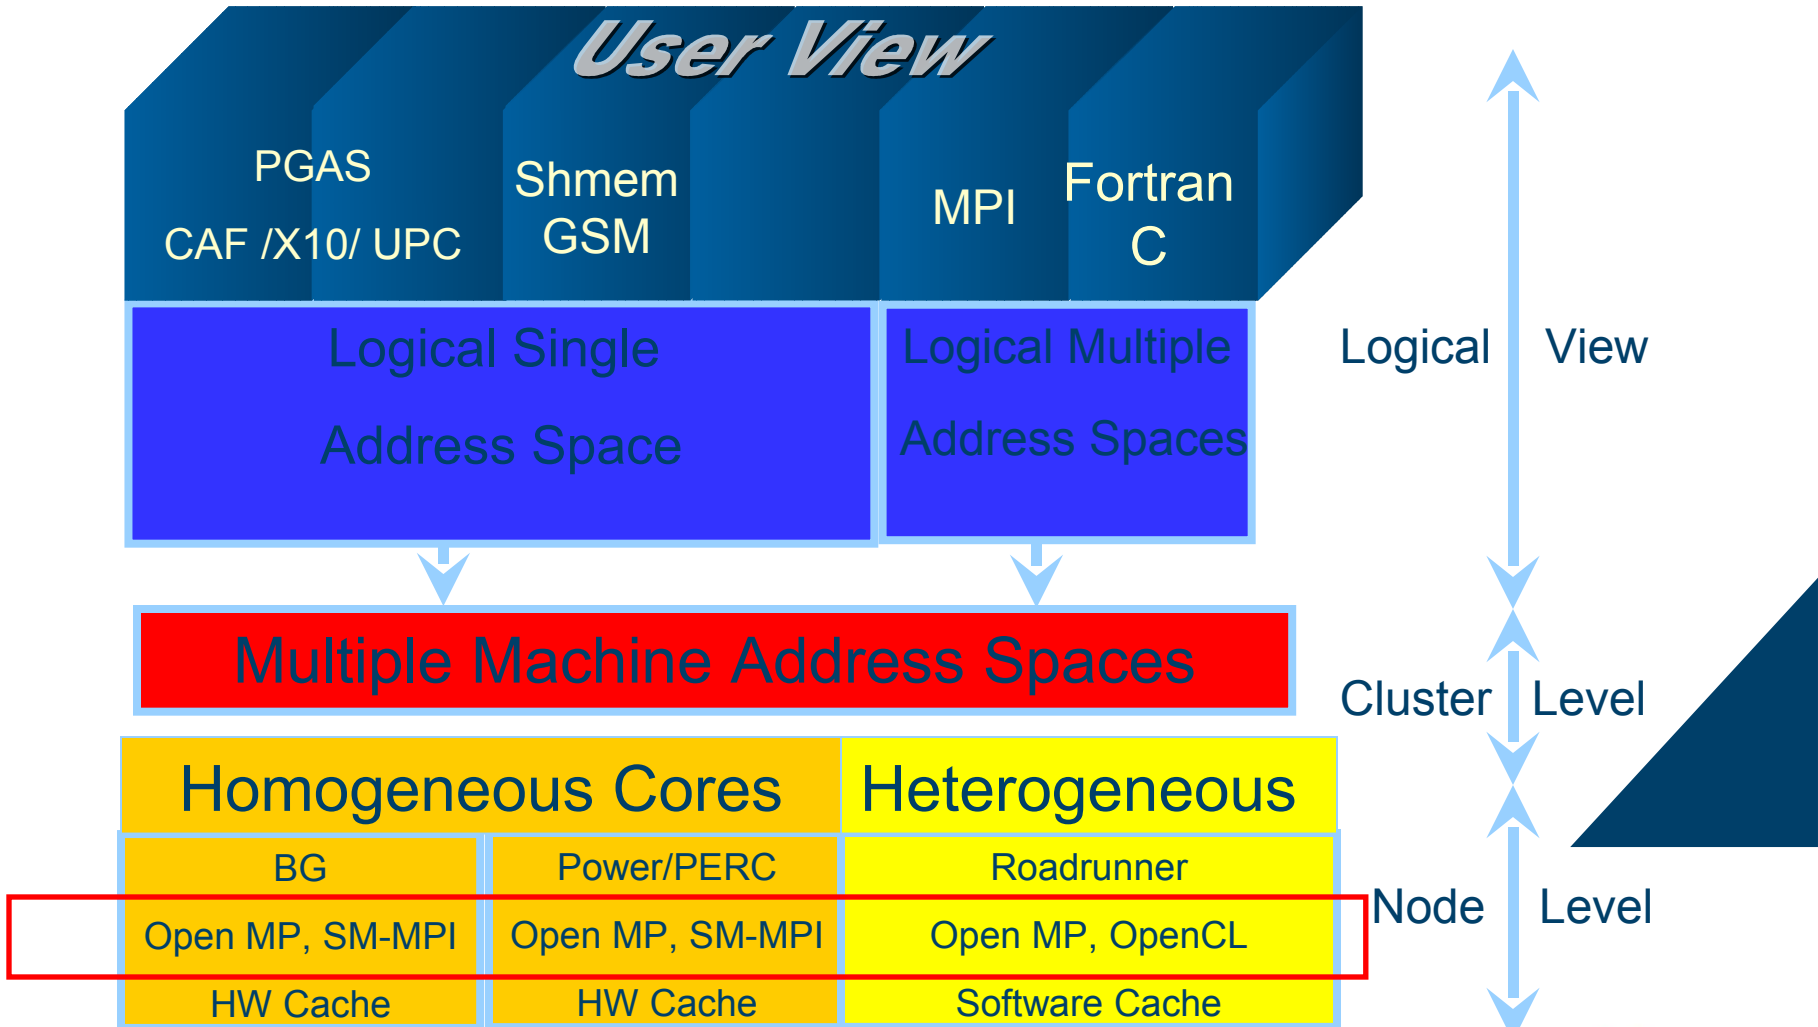 User View
PGAS
CAF /X10/ UPC
Shmem
GSM
MPI
Fortran
C
Logical Single
Address Space
Logical Multiple
Address Spaces
Logical View
Multiple Machine Address Spaces
Cluster Level
Homogeneous Cores
Heterogeneous
BG
Power/PERC
Roadrunner
Node Level
Open MP, SM-MPI
Open MP, SM-MPI
Open MP, OpenCL
HW Cache
HW Cache
Software Cache